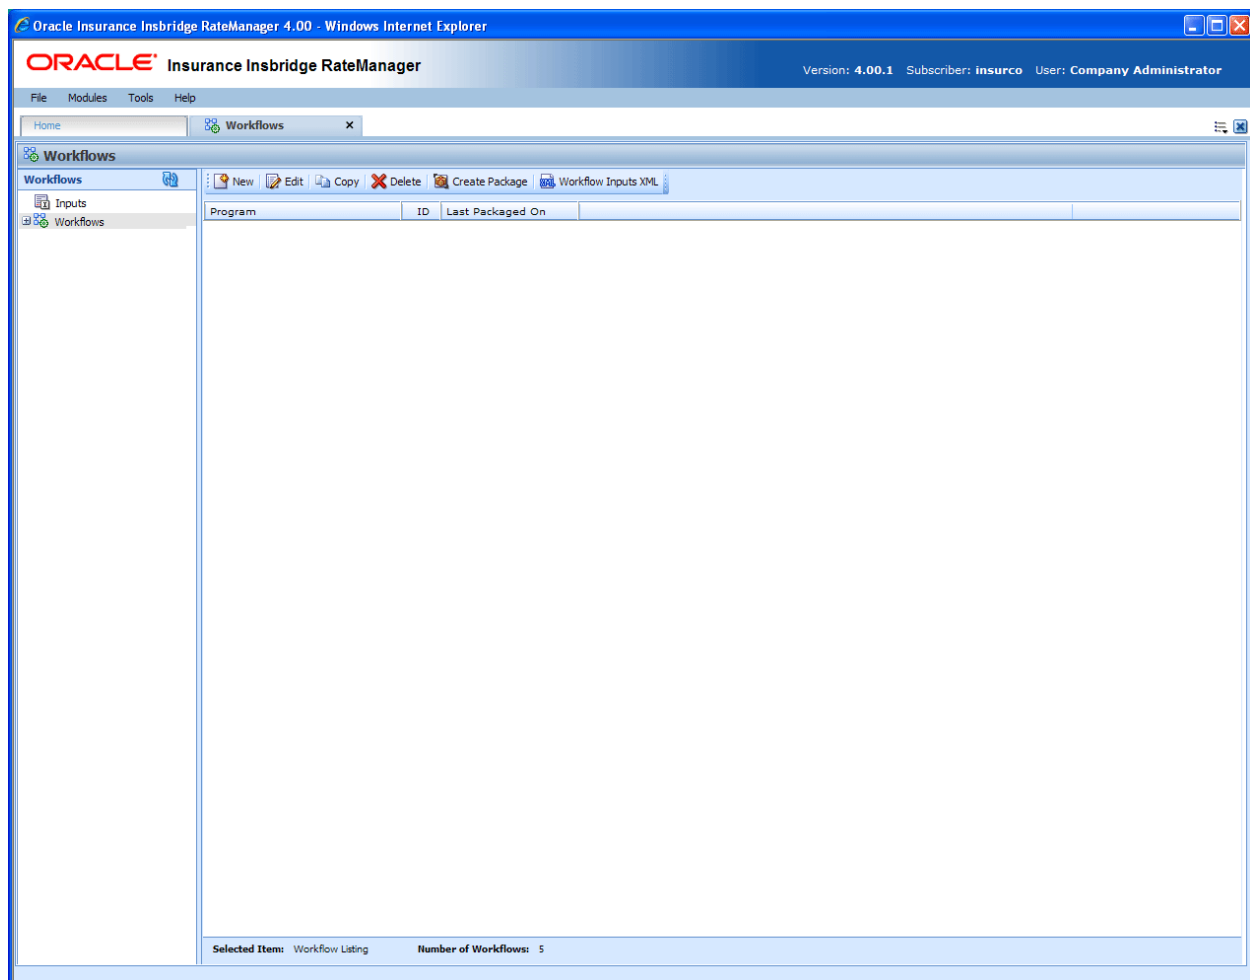 Oracle Insurance Insbridge RateManager 4.00 - Windows Internet Explorer
ORACLE Insurance Insbridge RateManager
Version: 4.00.1 Subscriber: insurco User: Company Administrator
File Modules Tools Help
Home Workflows
Workflows
Workflows
New Edit Copy Delete Create Package Workflow Inputs XML
Inputs
Program ID Last Packaged On
Workflows
Selected Item: Workflow Listing Number of Workflows: 5